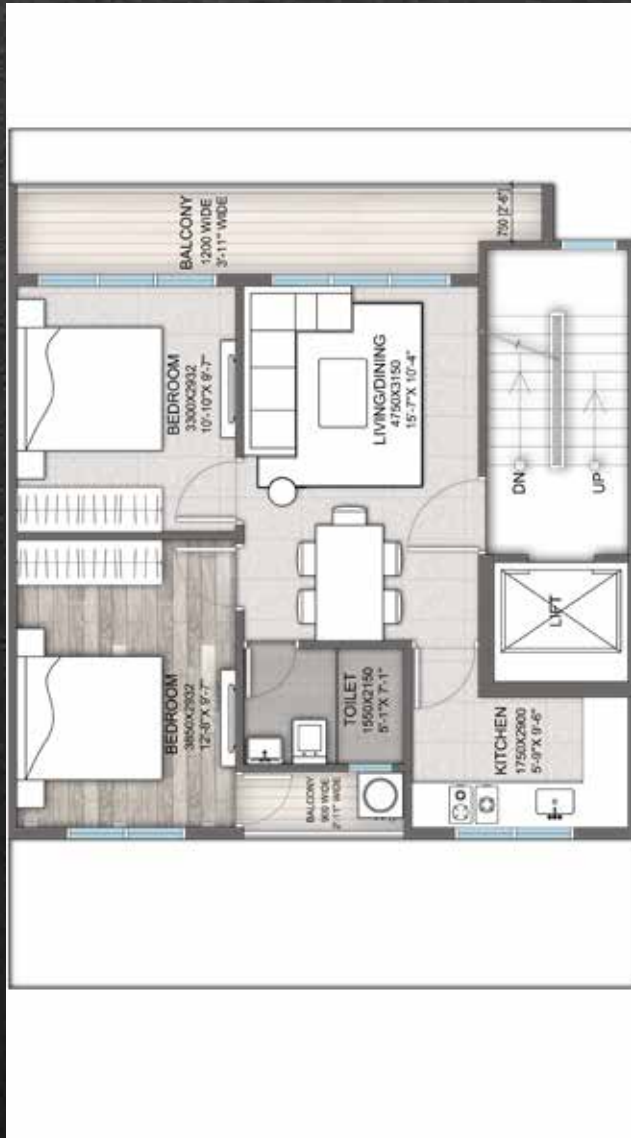 BALCONY
1200 WIDE
3'-11" WIDE
750 [2'-6"]
BEDROOM
3300X2932
10'-10"X 9'-7"
LIVING/DINING
4750X3150
15'-7"X 10'-4"
DN
UP
LIFT
BEDROOM
3850X2932
12'-8"X 9'-7"
TOILET
1550X2150
5'-1"X 7'-1"
KITCHEN
1750X2900
5'-9"X 9'-6"
BALCONY
900 WIDE
2'-11" WIDE